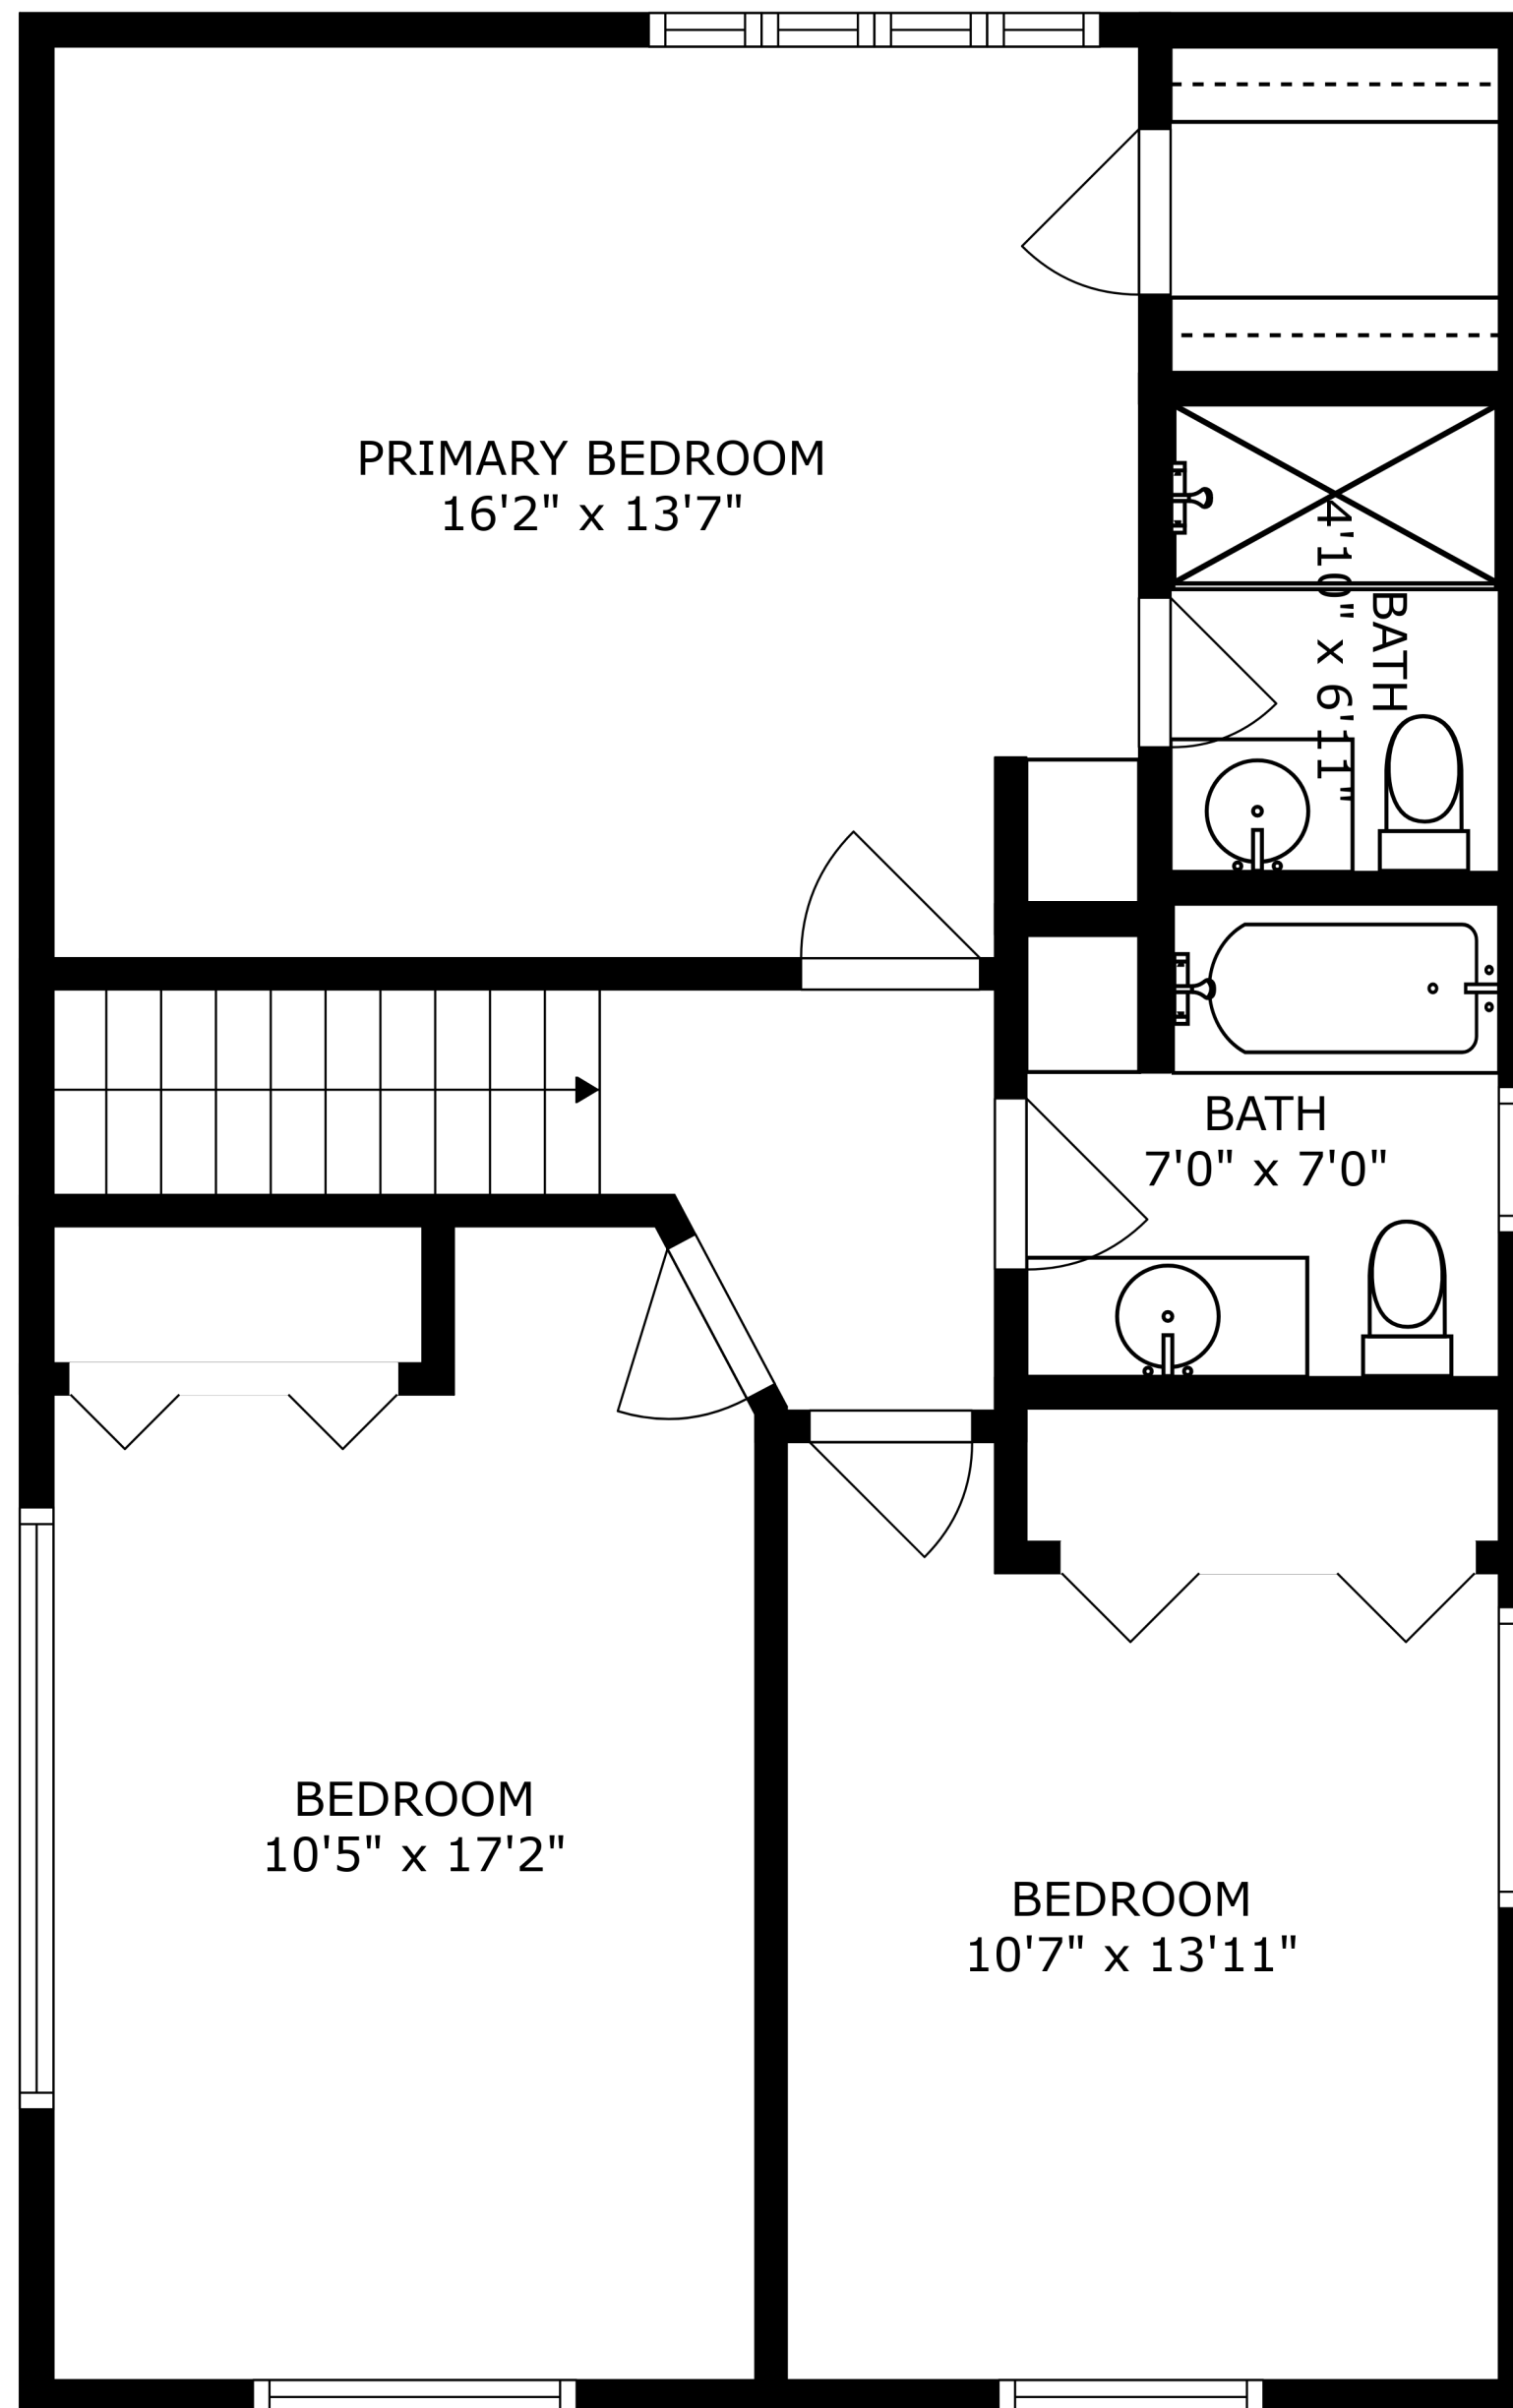 PRIMARY BEDROOM
16'2" x 13'7"
BATH
4'10" x 6'11"
BATH
7'0" x 7'0"
BEDROOM
10'5" x 17'2"
BEDROOM
10'7" x 13'11"